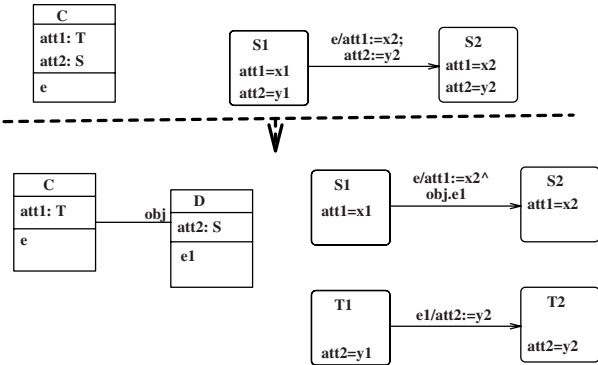 C
att1: T
att2: S
e
S1
att1=x1
att2=y1
e/att1:=x2;
att2:=y2
S2
att1=x2
att2=y2
C
att1: T
e
obj
D
att2: S
e1
S1
att1=x1
e/att1:=x2^
obj.e1
S2
att1=x2
T1
att2=y1
e1/att2:=y2
T2
att2=y2